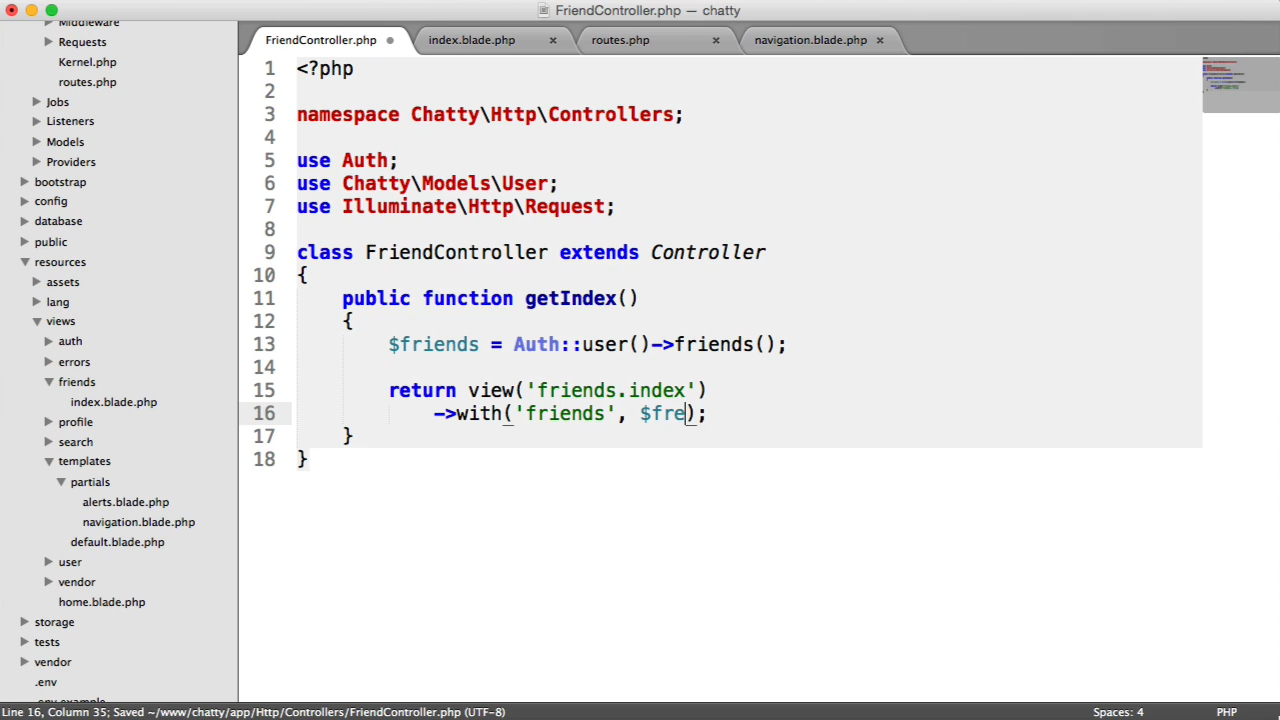 FriendController.php — chatty
Middleware
Requests
Kernel.php
routes.php
Jobs
Listeners
Models
Providers
bootstrap
config
database
public
resources
assets
lang
views
auth
errors
friends
index.blade.php
profile
search
templates
partials
alerts.blade.php
navigation.blade.php
default.blade.php
user
vendor
home.blade.php
storage
tests
vendor
.env
.env.example
FriendController.php
index.blade.php
routes.php
navigation.blade.php
1 <?php
2
3 namespace Chatty\Http\Controllers;
4
5 use Auth;
6 use Chatty\Models\User;
7 use Illuminate\Http\Request;
8
9 class FriendController extends Controller
10 {
11 public function getIndex()
12 {
13 $friends = Auth::user()->friends();
14
15 return view('friends.index')
16 ->with('friends', $fre);
17 }
18 }
Line 16, Column 35; Saved ~/www/chatty/app/Http/Controllers/FriendController.php (UTF-8)
Spaces: 4
PHP